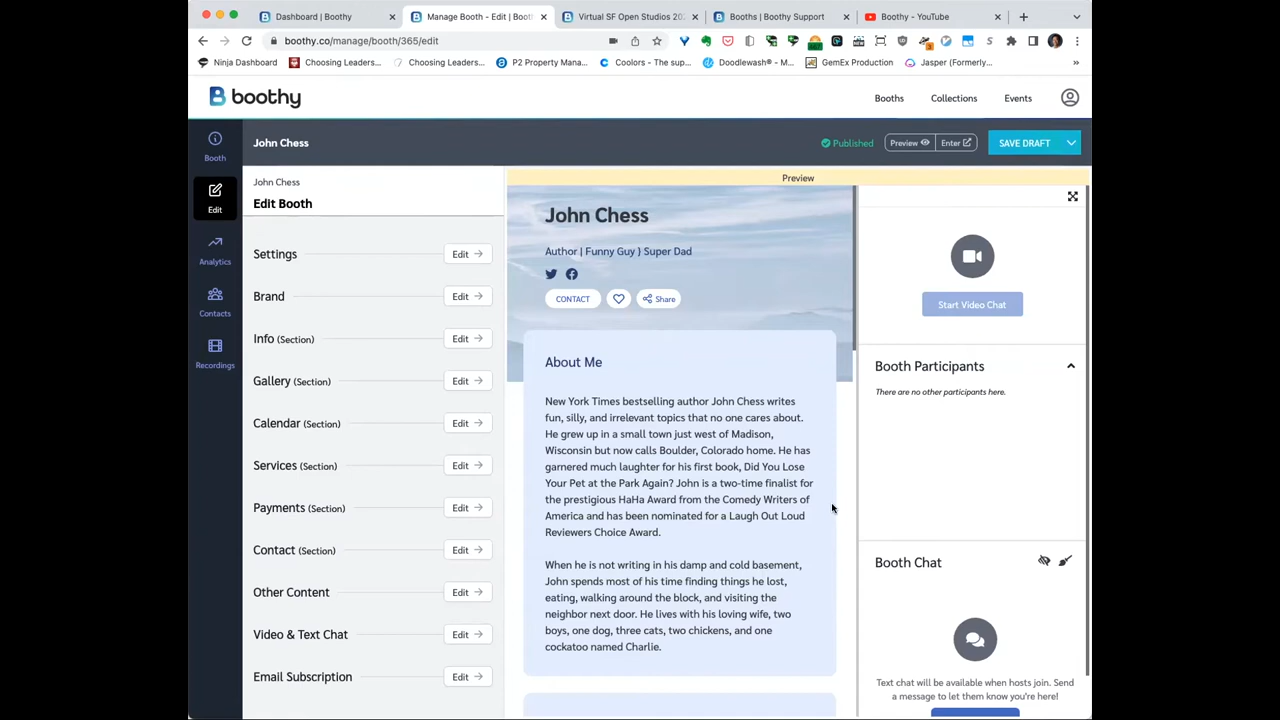 Dashboard | Boothy
Manage Booth - Edit | Boot
Virtual SF Open Studios 202
Booths | Boothy Support
Boothy - YouTube
boothy.co/manage/booth/365/edit
Ninja Dashboard
Choosing Leaders...
Choosing Leaders...
P2 Property Mana...
Coolors - The sup...
Doodlewash® - M...
GemEx Production
Jasper (Formerly...
boothy
Booths
Collections
Events
John Chess
Published
Preview
Enter
SAVE DRAFT
Booth
Edit
Analytics
Contacts
Recordings
John Chess
Edit Booth
Settings
Edit
Brand
Edit
Info (Section)
Edit
Gallery (Section)
Edit
Calendar (Section)
Edit
Services (Section)
Edit
Payments (Section)
Edit
Contact (Section)
Edit
Other Content
Edit
Video & Text Chat
Edit
Email Subscription
Edit
Preview
John Chess
Author | Funny Guy } Super Dad
CONTACT
Share
About Me
New York Times bestselling author John Chess writes
fun, silly, and irrelevant topics that no one cares about.
He grew up in a small town just west of Madison,
Wisconsin but now calls Boulder, Colorado home. He has
garnered much laughter for his first book, Did You Lose
Your Pet at the Park Again? John is a two-time finalist for
the prestigious HaHa Award from the Comedy Writers of
America and has been nominated for a Laugh Out Loud
Reviewers Choice Award.
When he is not writing in his damp and cold basement,
John spends most of his time finding things he lost,
eating, walking around the block, and visiting the
neighbor next door. He lives with his loving wife, two
boys, one dog, three cats, two chickens, and one
cockatoo named Charlie.
Start Video Chat
Booth Participants
There are no other participants here.
Booth Chat
Text chat will be available when hosts join. Send
a message to let them know you're here!